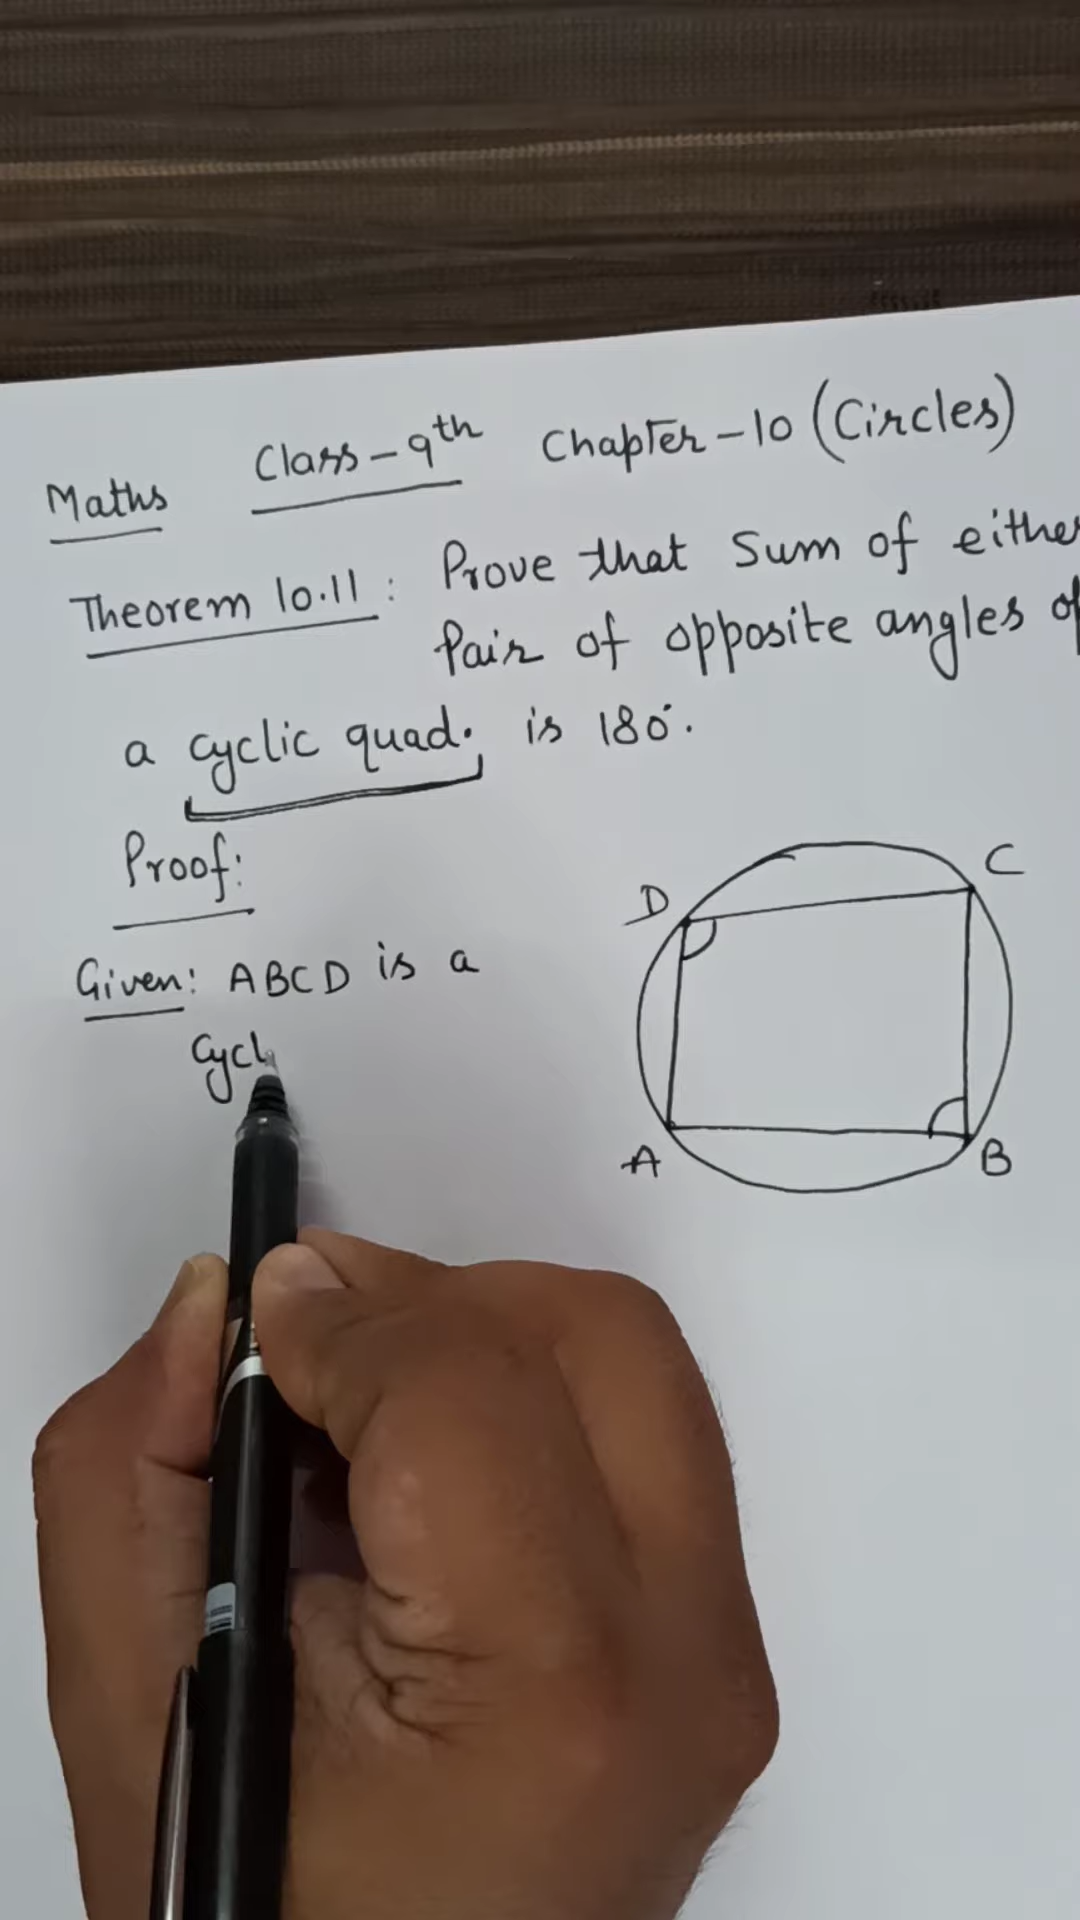 Maths Class-9th Chapter-10 (Circles)
Theorem 10.11: Prove that Sum of either
Pair of opposite angles of
a cyclic quad. is 180°.
Proof:
Given: ABCD is a
Cycl
D C
A B